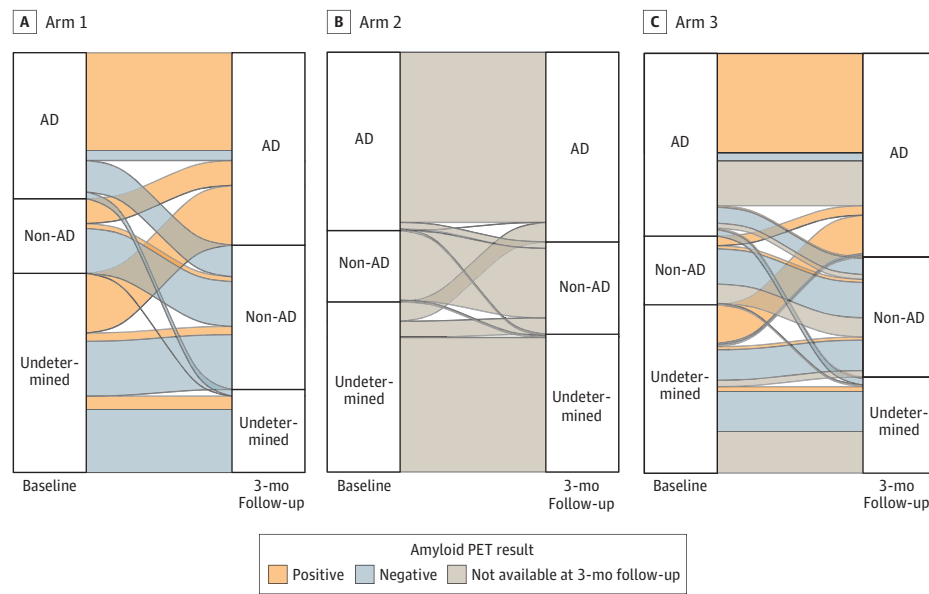 A Arm 1
B Arm 2
C Arm 3
AD
Non-AD
Undeter-
mined
AD
Non-AD
Undeter-
mined
Baseline
3-mo
Follow-up
AD
Non-AD
Undeter-
mined
AD
Non-AD
Undeter-
mined
Baseline
3-mo
Follow-up
AD
Non-AD
Undeter-
mined
AD
Non-AD
Undeter-
mined
Baseline
3-mo
Follow-up
Amyloid PET result
Positive Negative Not available at 3-mo follow-up